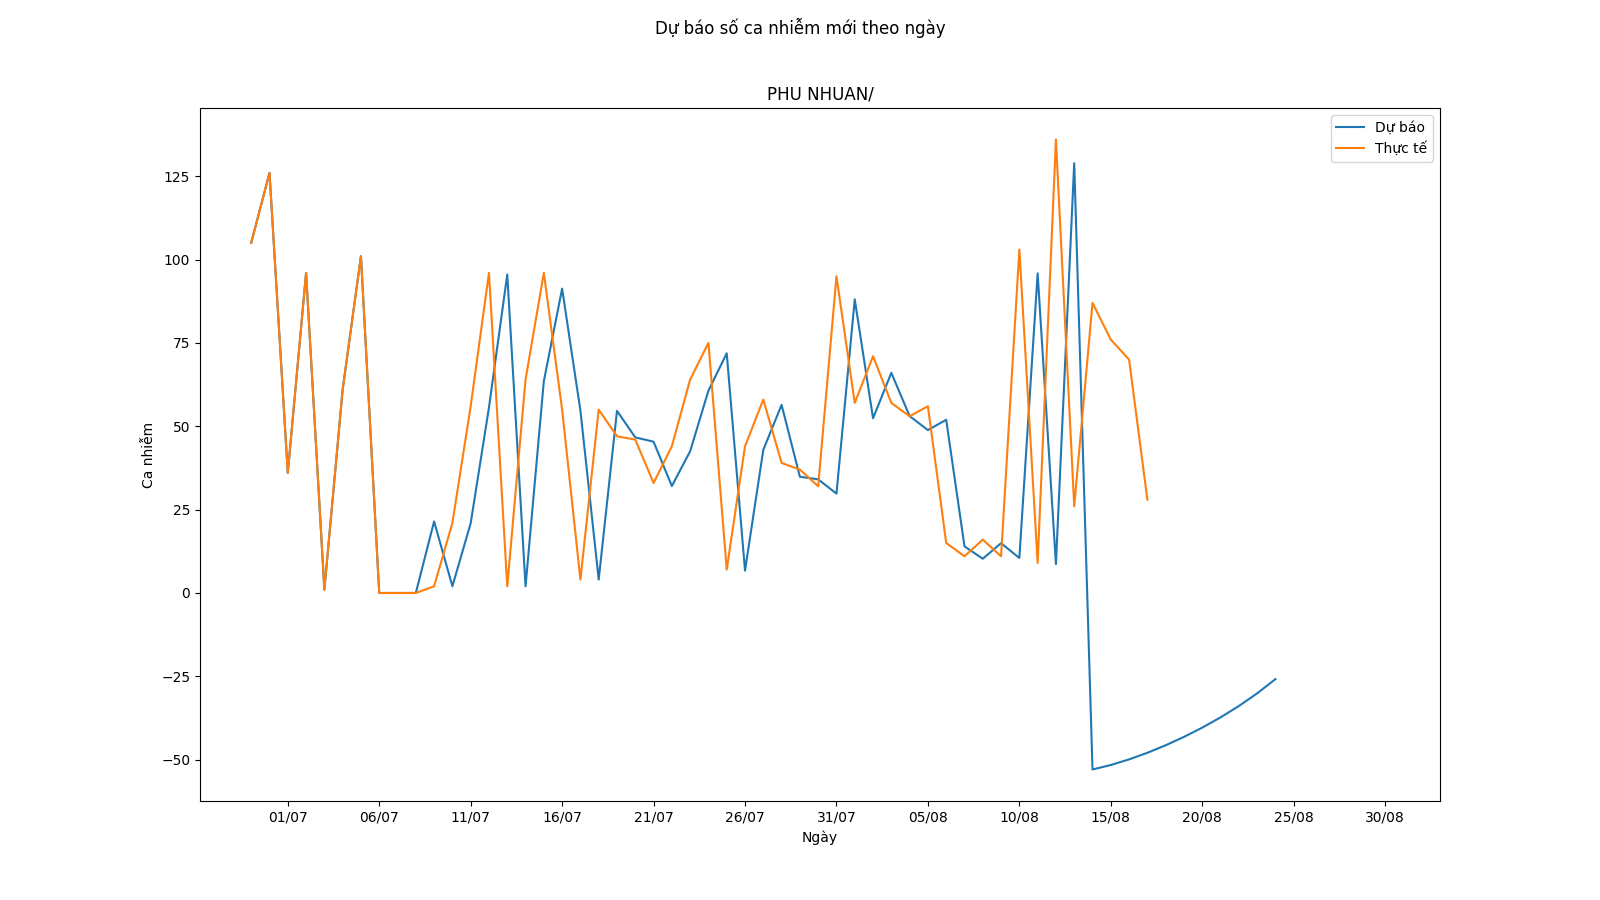 Dự báo số ca nhiễm mới theo ngày
PHU NHUAN/
Dự báo
Thực tế
125
100
75
50
25
0
−25
−50
Ca nhiễm
01/07 06/07 11/07 16/07 21/07 26/07 31/07 05/08 10/08 15/08 20/08 25/08 30/08
Ngày